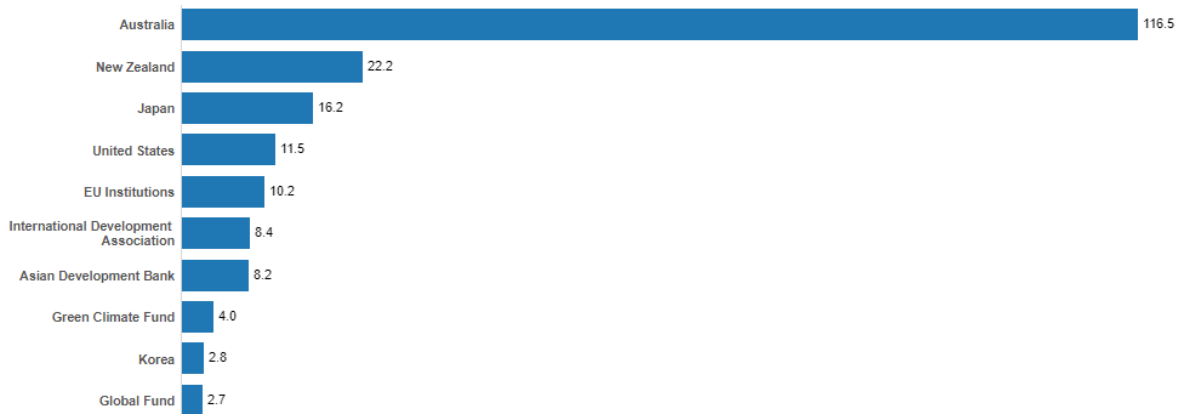 Australia 116.5
New Zealand 22.2
Japan 16.2
United States 11.5
EU Institutions 10.2
International Development
Association 8.4
Asian Development Bank 8.2
Green Climate Fund 4.0
Korea 2.8
Global Fund 2.7